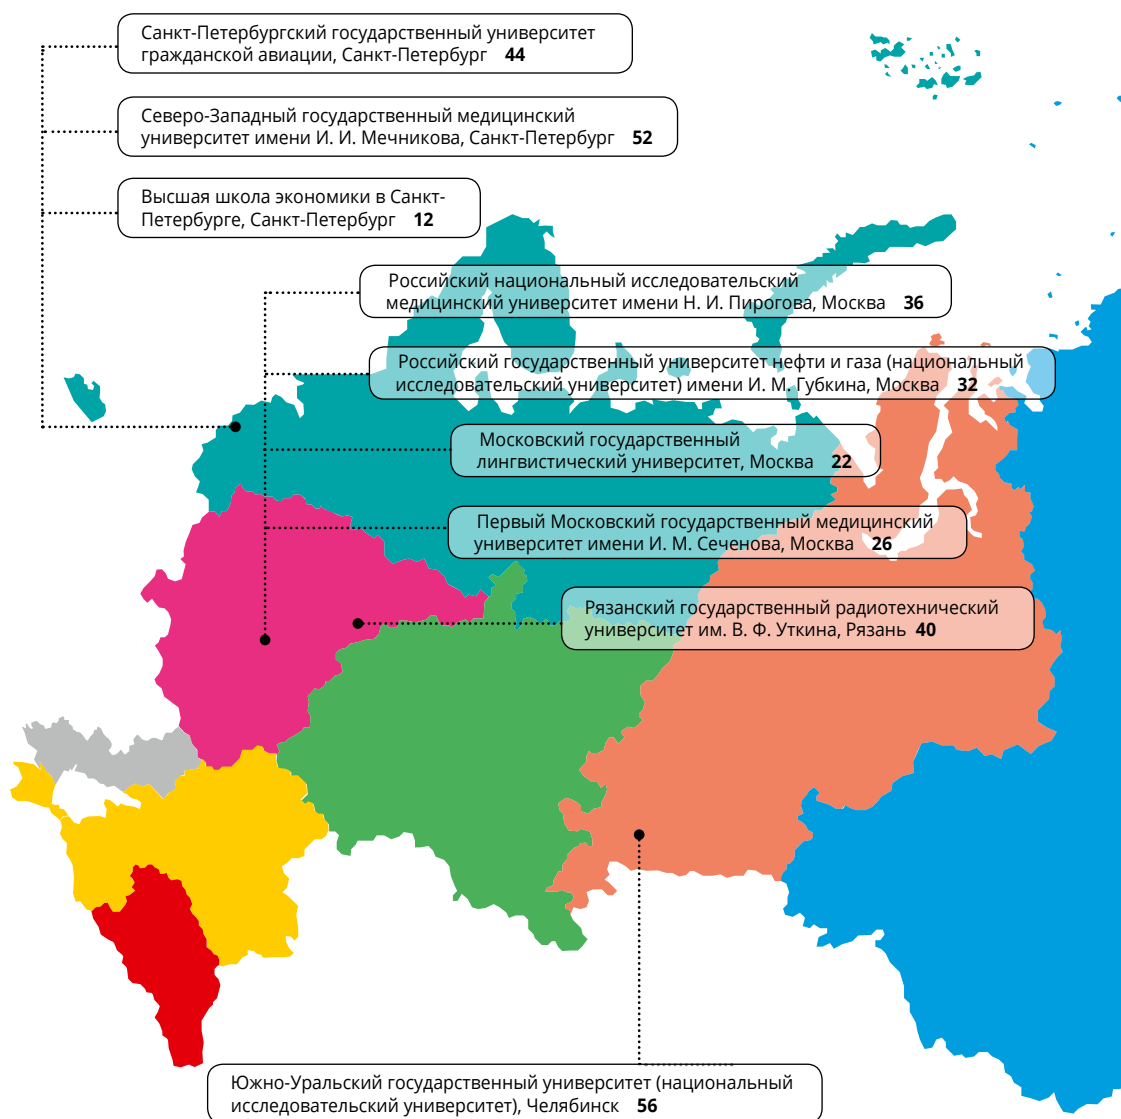 Санкт-Петербургский государственный университет
гражданской авиации, Санкт-Петербург 44
Северо-Западный государственный медицинский
университет имени И. И. Мечникова, Санкт-Петербург 52
Высшая школа экономики в Санкт-
Петербурге, Санкт-Петербург 12
Российский национальный исследовательский
медицинский университет имени Н. И. Пирогова, Москва 36
Российский государственный университет нефти и газа (национальный
исследовательский университет) имени И. М. Губкина, Москва 32
Московский государственный
лингвистический университет, Москва 22
Первый Московский государственный медицинский
университет имени И. М. Сеченова, Москва 26
Рязанский государственный радиотехнический
университет им. В. Ф. Уткина, Рязань 40
Южно-Уральский государственный университет (национальный
исследовательский университет), Челябинск 56